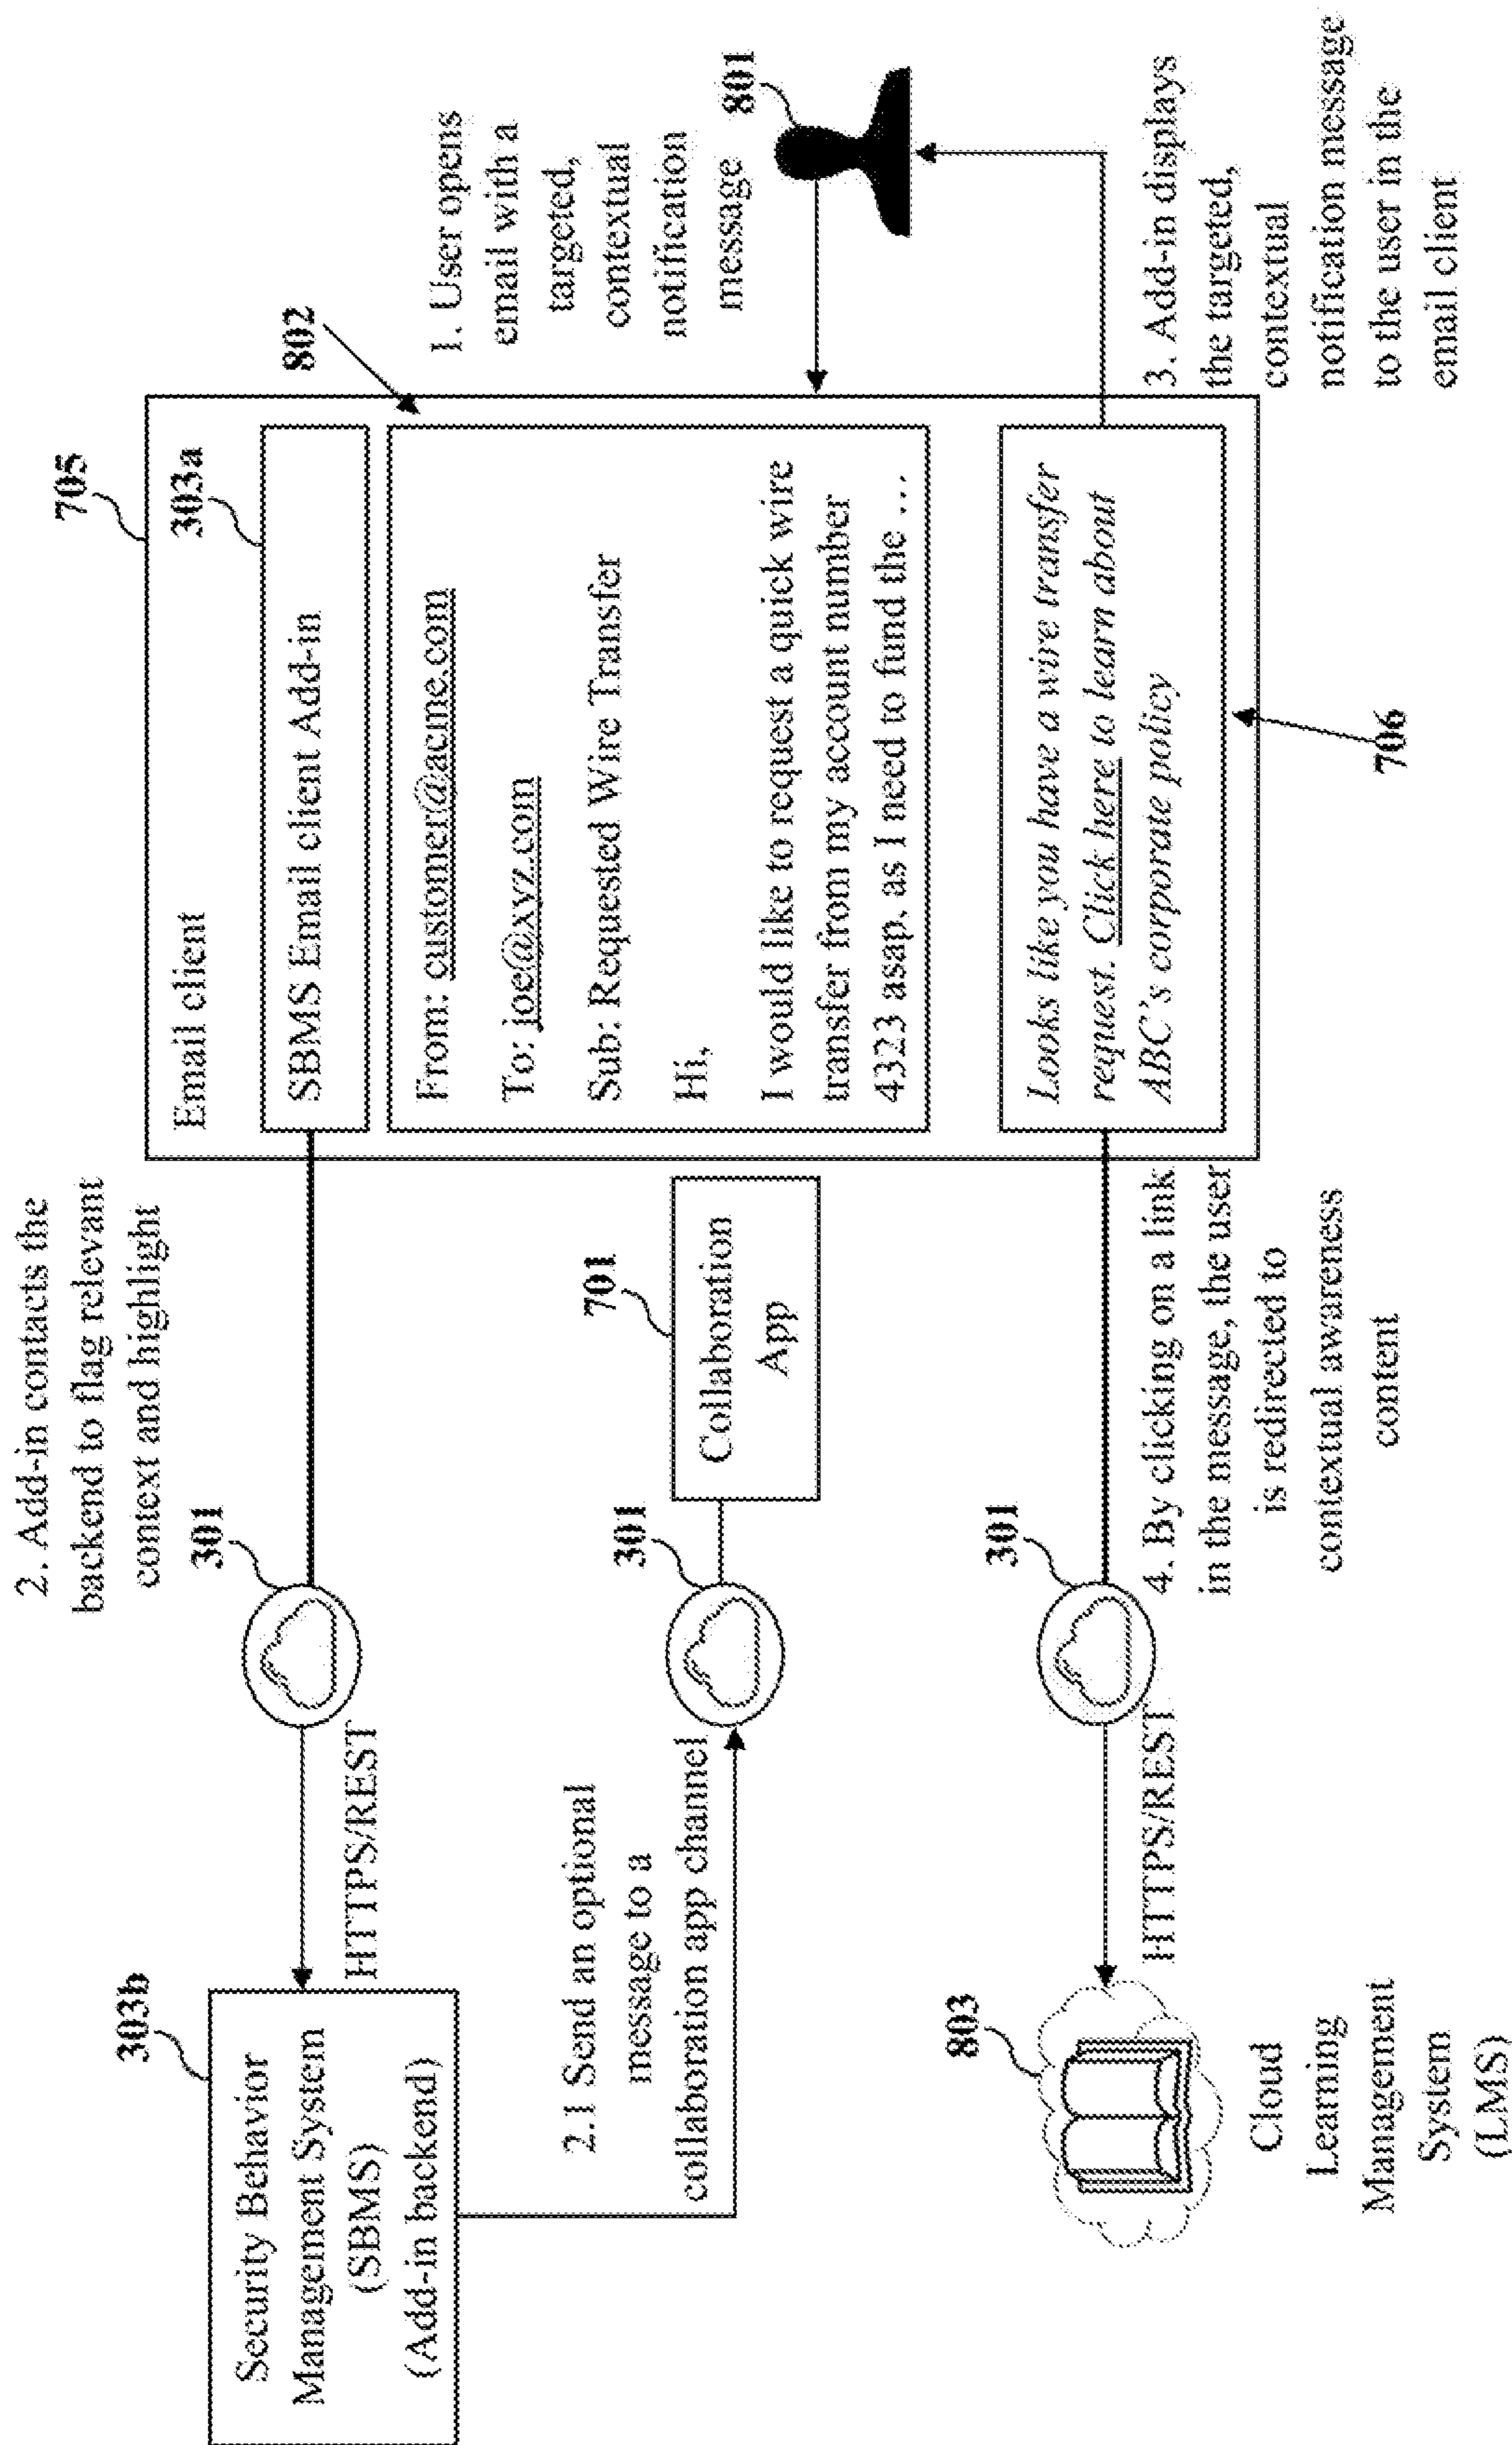 2. Add-in contacts the
backend to flag relevant
context and highlight
303b
Security Behavior
Management System
(SBMS)
(Add-in backend)
HTTPS/REST
301
705
Email client
303a
SBMS Email client Add-in
802
From: customer@acme.com
To: joe@xyz.com
Sub: Requested Wire Transfer
Hi,
I would like to request a quick wire
transfer from my account number
4323 asap, as I need to fund the …
1. User opens
email with a
targeted,
contextual
notification
message
801
2.1 Send an optional
message to a
collaboration app channel
301
701
Collaboration
App
Looks like you have a wire transfer
request. Click here to learn about
ABC's corporate policy
706
3. Add-in displays
the targeted,
contextual
notification message
to the user in the
email client
803
Cloud
Learning
Management
System
(LMS)
HTTPS/REST
301
4. By clicking on a link
in the message, the user
is redirected to
contextual awareness
content